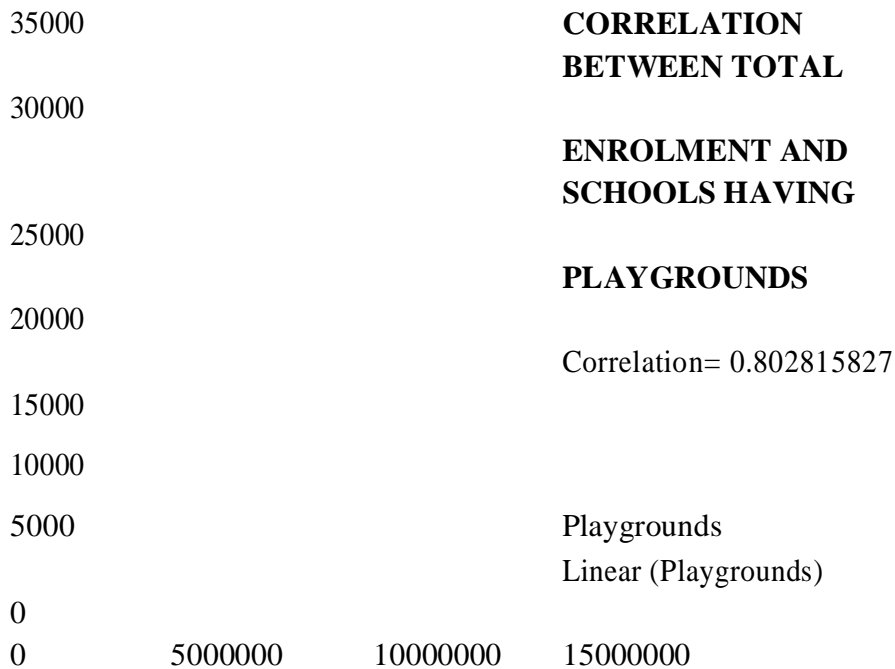 35000
CORRELATION
BETWEEN TOTAL
30000
ENROLMENT AND
SCHOOLS HAVING
25000
PLAYGROUNDS
20000
Correlation= 0.802815827
15000
10000
5000 Playgrounds
Linear (Playgrounds)
0
0 5000000 10000000 15000000